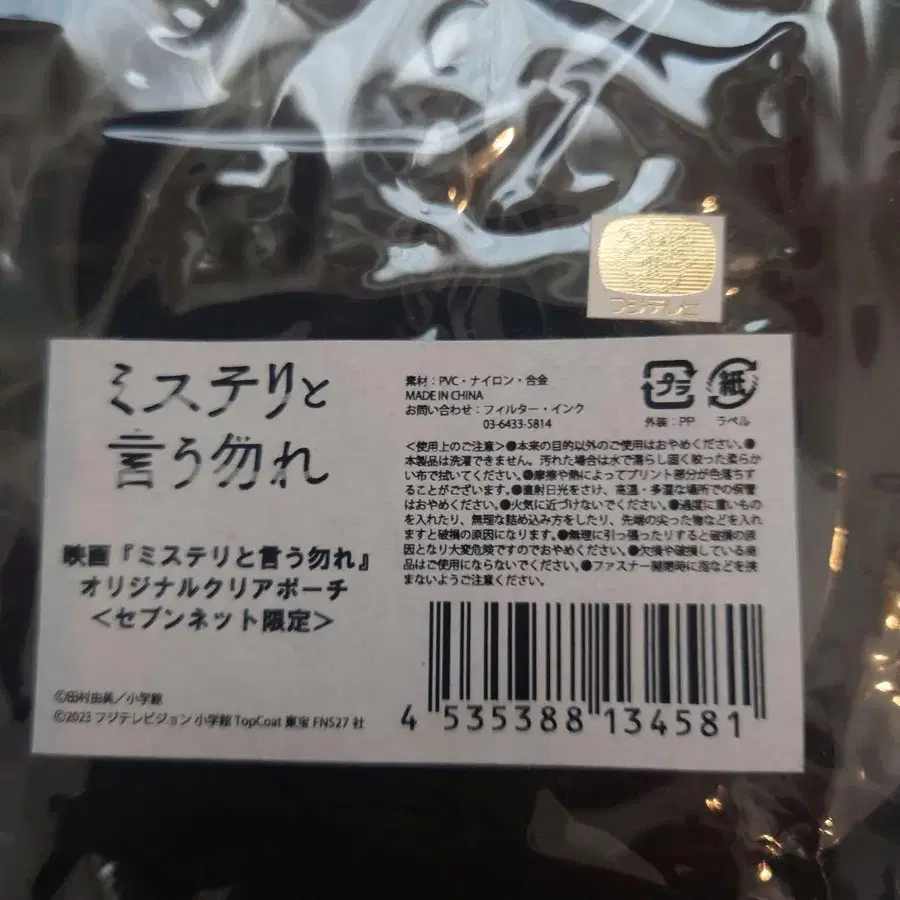 フジテレビ
ミステリと
言う勿れ
映画『ミステリと言う勿れ』
オリジナルクリアポーチ
＜セブンネット限定＞
©田村由美／小学館
©2023 フジテレビジョン 小学館 TopCoat 東宝 FNS27 社
素材：PVC・ナイロン・合金
MADE IN CHINA
お問い合わせ：フィルター・インク
03-6433-5814
プラ
外装：PP
紙
ラベル
＜使用上のご注意＞●本来の目的以外のご使用はおやめください。●
本製品は洗濯できません。汚れた場合は水で濡らし固く絞った柔らか
い布で拭いてください。●摩擦や熱によってプリント部分が色落ちす
ることがございます。●直射日光をさけ、高温・多湿な場所での保管
はおやめください。●火気に近づけないでください。●過度に重いもの
を入れたり、無理な詰め込み方をしたり、先端の尖った物などを入れ
ますと破損の原因になります。●無理に引っ張ったりすると破損の原
因となり大変危険ですのでおやめください。●危損や破損している商
品はご使用にならないでください。●ファスナー開閉時に指などを挟
まないようご注意ください。
4 535388 134581